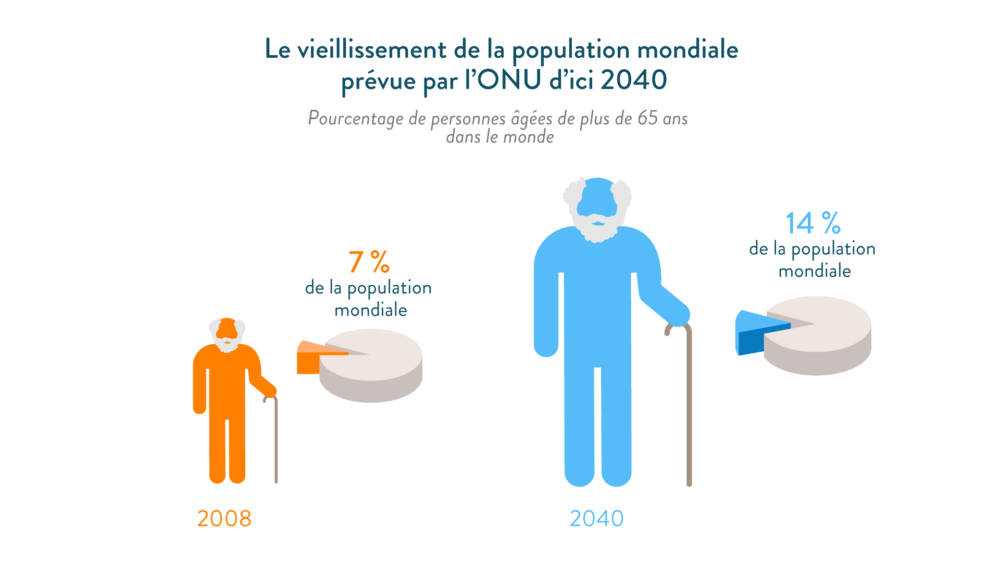 Le vieillissement de la population mondiale
prévue par l’ONU d’ici 2040
Pourcentage de personnes âgées de plus de 65 ans
dans le monde
7 %
de la population
mondiale
2008
14 %
de la population
mondiale
2040